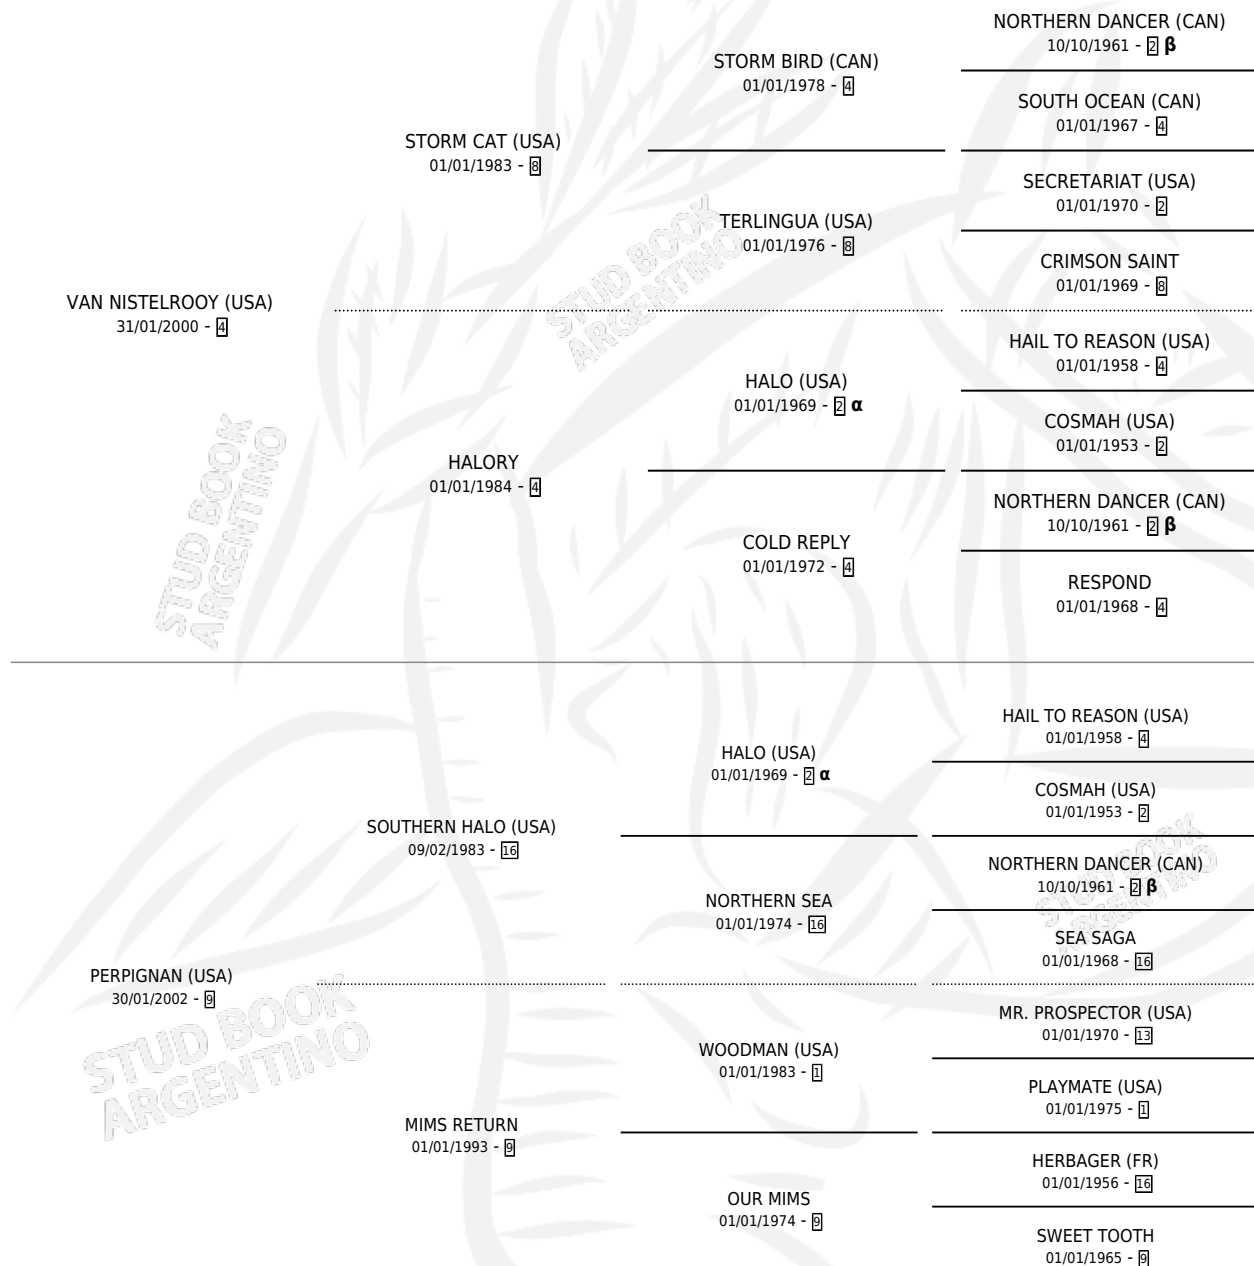 NORTHERN DANCER (CAN)
10/10/1961 - 2 β
STORM BIRD (CAN)
01/01/1978 - 4
SOUTH OCEAN (CAN)
01/01/1967 - 4
STORM CAT (USA)
01/01/1983 - 8
SECRETARIAT (USA)
01/01/1970 - 2
TERLINGUA (USA)
01/01/1976 - 8
CRIMSON SAINT
01/01/1969 - 8
VAN NISTELROOY (USA)
31/01/2000 - 4
HAIL TO REASON (USA)
01/01/1958 - 4
HALO (USA)
01/01/1969 - 2 α
COSMAH (USA)
01/01/1953 - 2
HALORY
01/01/1984 - 4
NORTHERN DANCER (CAN)
10/10/1961 - 2 β
COLD REPLY
01/01/1972 - 4
RESPOND
01/01/1968 - 4
HAIL TO REASON (USA)
01/01/1958 - 4
HALO (USA)
01/01/1969 - 2 α
COSMAH (USA)
01/01/1953 - 2
SOUTHERN HALO (USA)
09/02/1983 - 16
NORTHERN DANCER (CAN)
10/10/1961 - 2 β
NORTHERN SEA
01/01/1974 - 16
SEA SAGA
01/01/1968 - 16
PERPIGNAN (USA)
30/01/2002 - 9
MR. PROSPECTOR (USA)
01/01/1970 - 13
WOODMAN (USA)
01/01/1983 - 1
PLAYMATE (USA)
01/01/1975 - 1
MIMS RETURN
01/01/1993 - 9
HERBAGER (FR)
01/01/1956 - 16
OUR MIMS
01/01/1974 - 9
SWEET TOOTH
01/01/1965 - 9
STUD BOOK
ARGENTINO
STUD BOOK
ARGENTINO
STUD BOOK
ARGENTINO
STUD BOOK
ARGENTINO